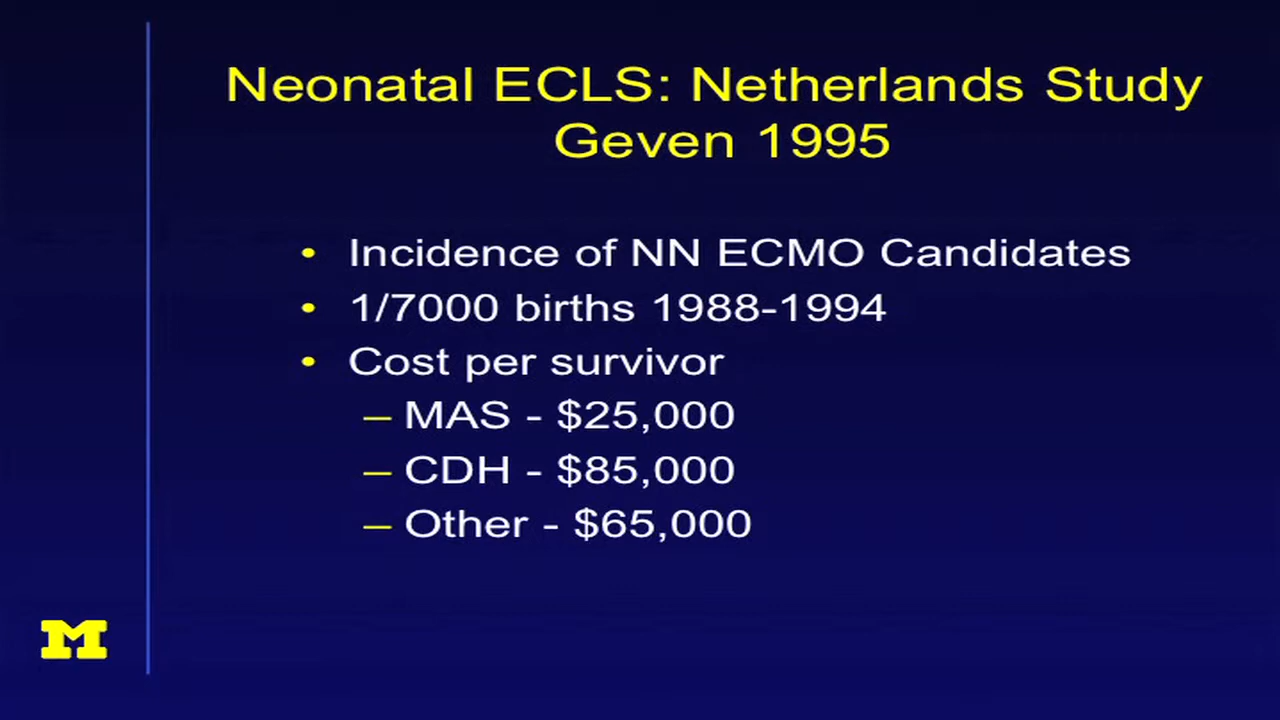 Neonatal ECLS: Netherlands Study
Geven 1995
• Incidence of NN ECMO Candidates
• 1/7000 births 1988-1994
• Cost per survivor
– MAS - $25,000
– CDH - $85,000
– Other - $65,000
M